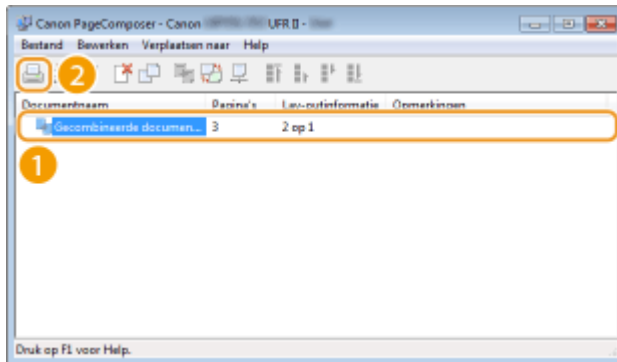 Canon PageComposer - Canon UFR II -
Bestand Bewerken Verplaatsen naar Help
2
Documentnaam Pagina's Lay-outinformatie Opmerkingen
Gecombineerde documen... 3 2 op 1
1
Druk op F1 voor Help.